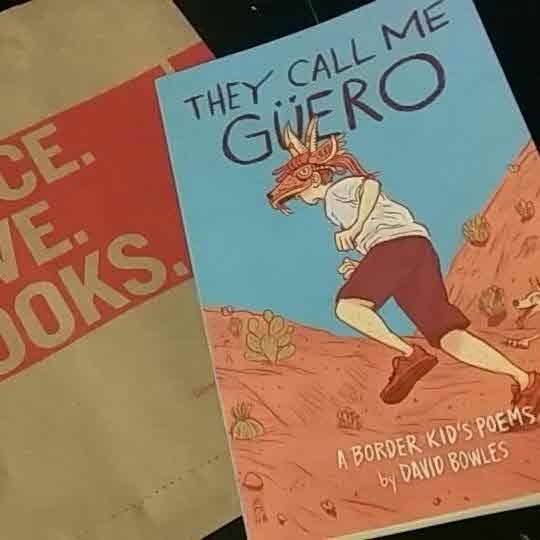 CE.
VE.
OOKS.
THEY CALL ME
GÜERO
A BORDER KID'S POEMS
by DAVID BOWLES